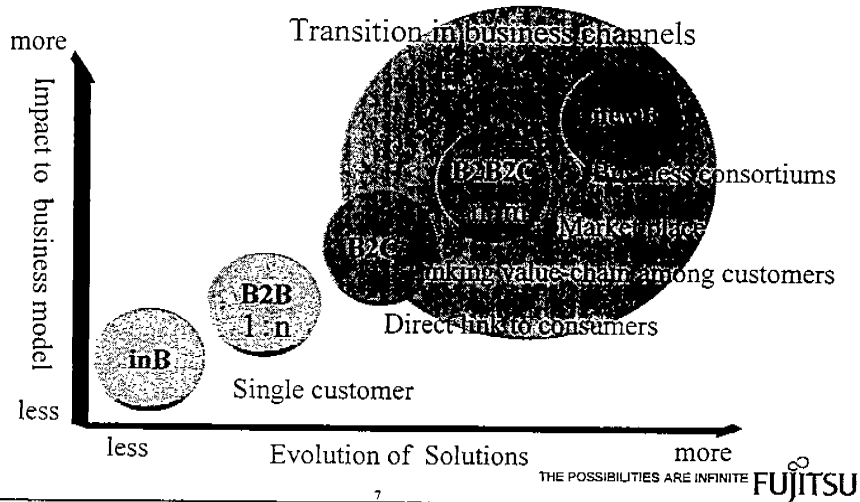 Transition in business channels
more
Impact to business model
B2B2C
Business consortiums
n:m
Market place
B2C
linking value-chain among customers
B2B
1 : n
Direct link to consumers
inB
Single customer
less
less
Evolution of Solutions
more
THE POSSIBILITIES ARE INFINITE FUJITSU
7